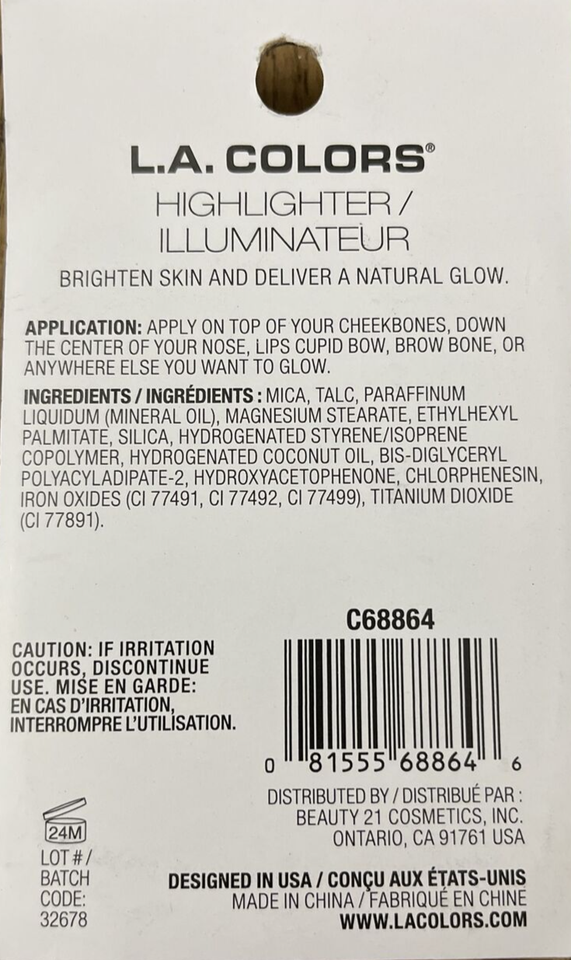 L.A. COLORS®
HIGHLIGHTER /
ILLUMINATEUR
BRIGHTEN SKIN AND DELIVER A NATURAL GLOW.
APPLICATION: APPLY ON TOP OF YOUR CHEEKBONES, DOWN
THE CENTER OF YOUR NOSE, LIPS CUPID BOW, BROW BONE, OR
ANYWHERE ELSE YOU WANT TO GLOW.
INGREDIENTS / INGRÉDIENTS : MICA, TALC, PARAFFINUM
LIQUIDUM (MINERAL OIL), MAGNESIUM STEARATE, ETHYLHEXYL
PALMITATE, SILICA, HYDROGENATED STYRENE/ISOPRENE
COPOLYMER, HYDROGENATED COCONUT OIL, BIS-DIGLYCERYL
POLYACYLADIPATE-2, HYDROXYACETOPHENONE, CHLORPHENESIN,
IRON OXIDES (CI 77491, CI 77492, CI 77499), TITANIUM DIOXIDE
(CI 77891).
CAUTION: IF IRRITATION
OCCURS, DISCONTINUE
USE. MISE EN GARDE:
EN CAS D'IRRITATION,
INTERROMPRE L'UTILISATION.
C68864
0 81555 68864 6
DISTRIBUTED BY / DISTRIBUÉ PAR :
BEAUTY 21 COSMETICS, INC.
ONTARIO, CA 91761 USA
24M
LOT # /
BATCH
CODE:
32678
DESIGNED IN USA / CONÇU AUX ÉTATS-UNIS
MADE IN CHINA / FABRIQUÉ EN CHINE
WWW.LACOLORS.COM